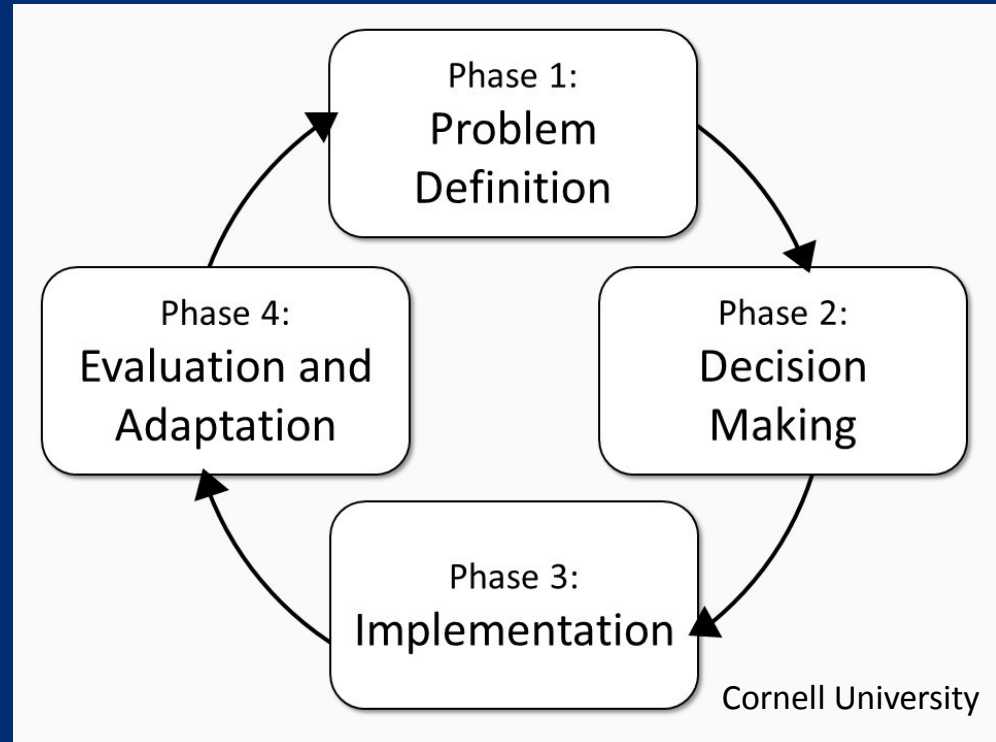 Phase 1:
Problem
Definition
Phase 2:
Decision
Making
Phase 3:
Implementation
Phase 4:
Evaluation and
Adaptation
Cornell University